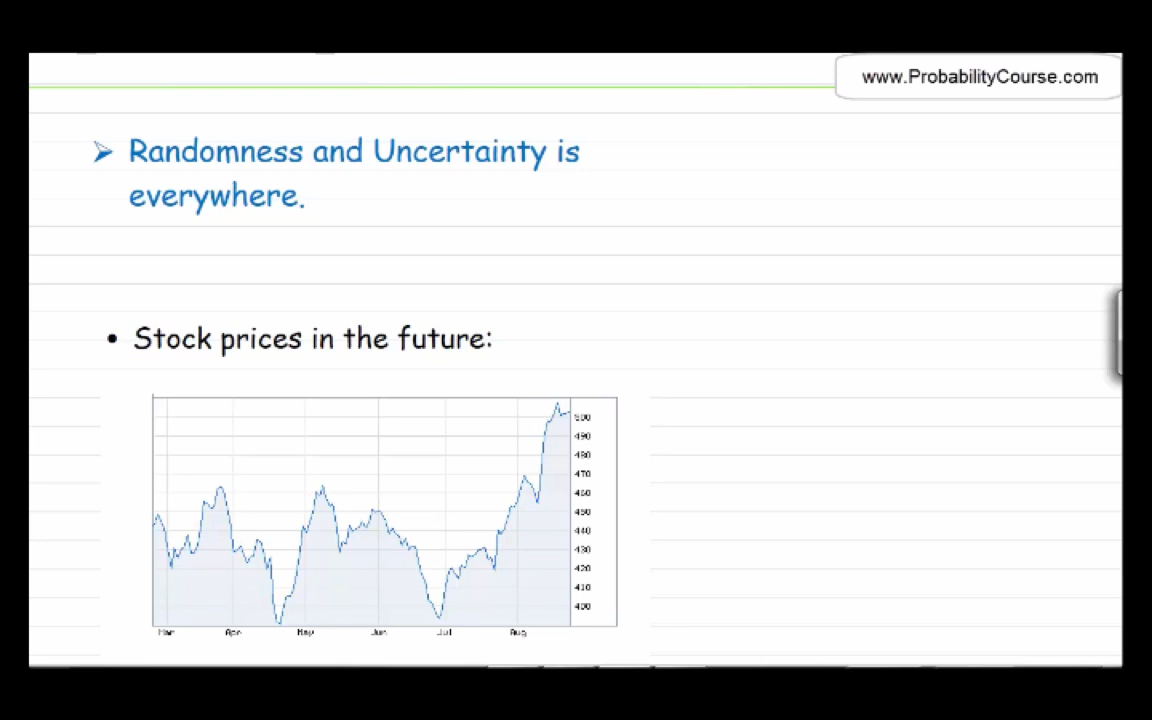 www.ProbabilityCourse.com
Randomness and Uncertainty is
everywhere.
• Stock prices in the future:
500
490
480
470
460
450
440
430
420
410
400
Mar Apr May Jun Jul Aug